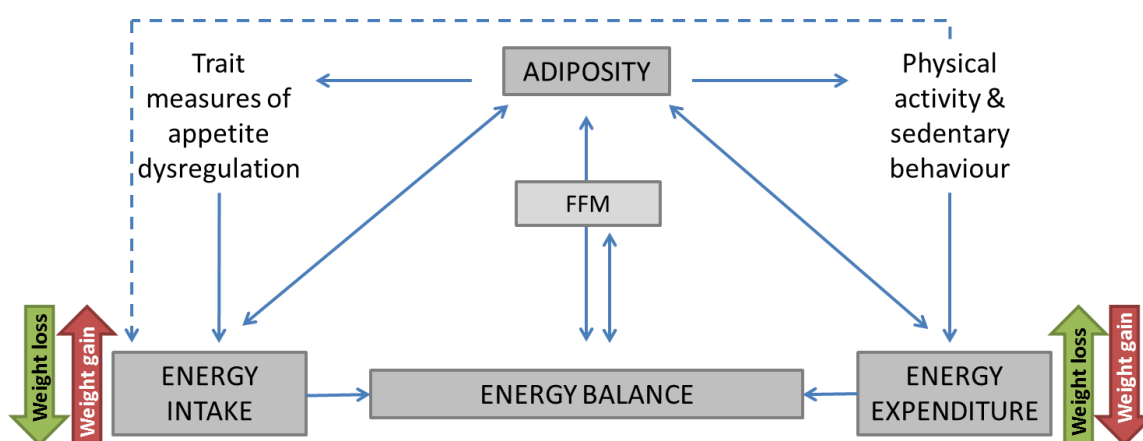 Trait
measures of
appetite
dysregulation
ADIPOSITY
Physical
activity &
sedentary
behaviour
FFM
Weight loss
Weight gain
ENERGY
INTAKE
ENERGY BALANCE
ENERGY
EXPENDITURE
Weight loss
Weight gain